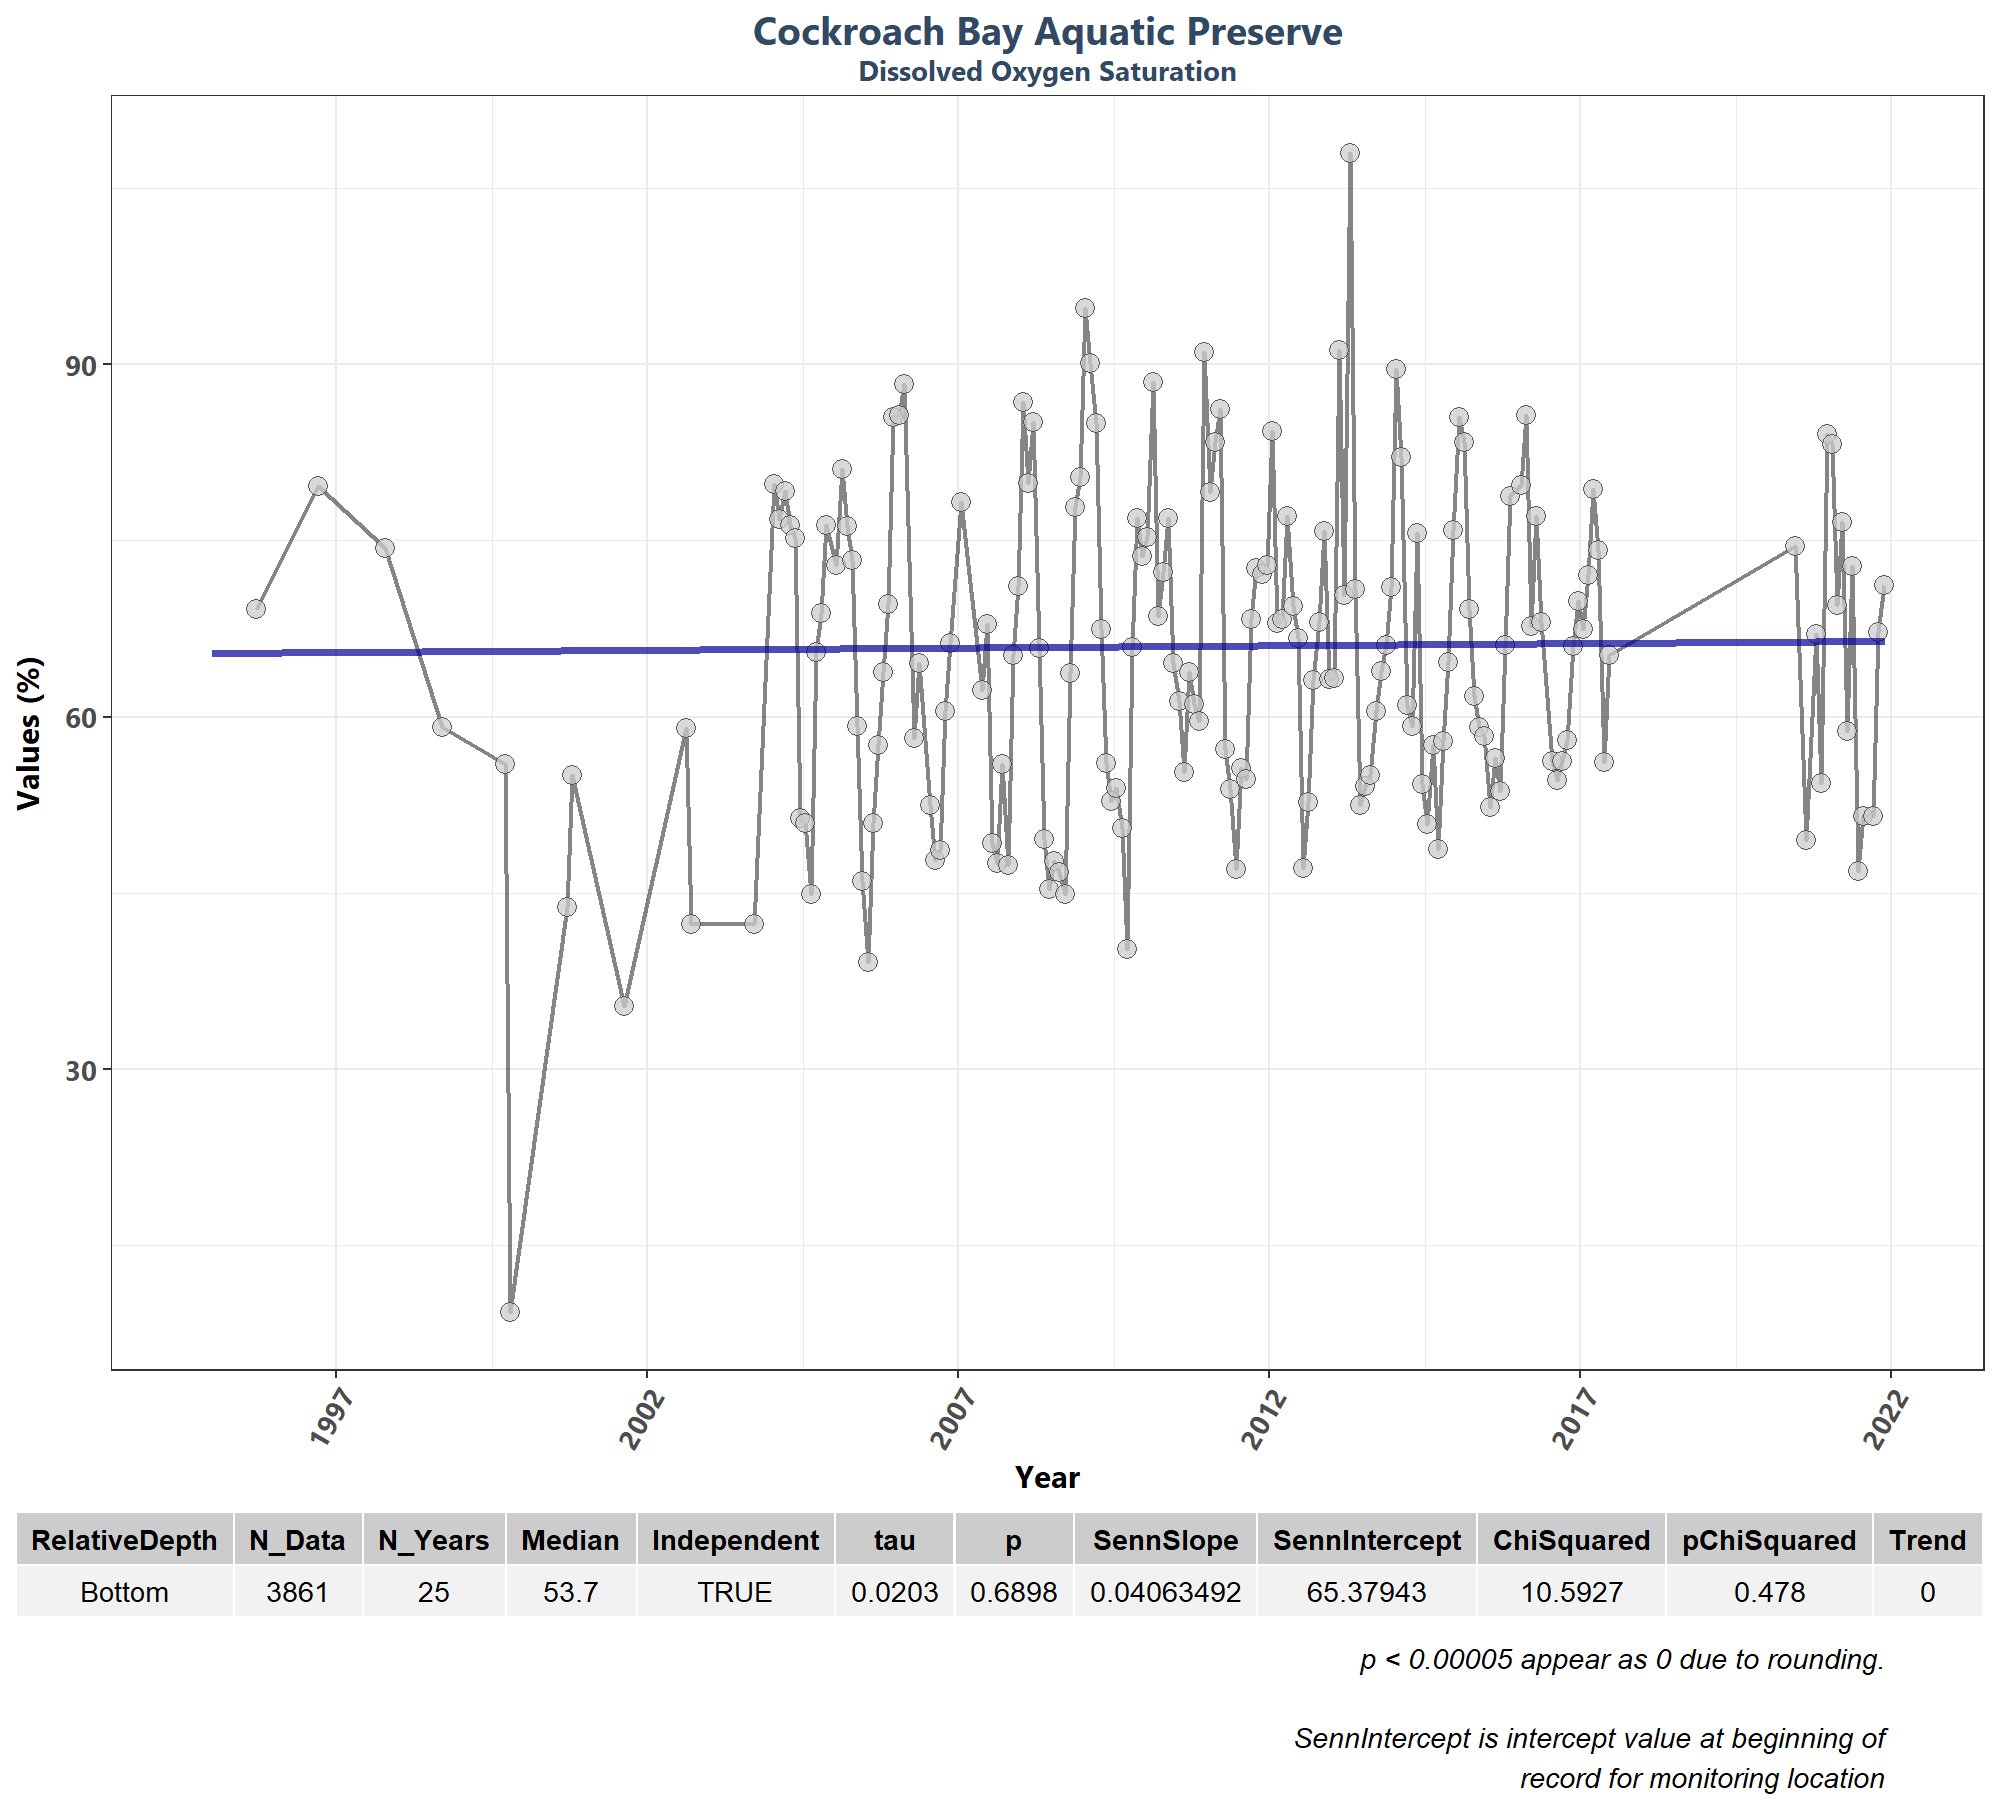 Cockroach Bay Aquatic Preserve
Dissolved Oxygen Saturation
Values (%)
90
60
30
1997 2002 2007 2012 2017 2022
Year
RelativeDepth N_Data N_Years Median Independent tau p SennSlope SennIntercept ChiSquared pChiSquared Trend
Bottom 3861 25 53.7 TRUE 0.0203 0.6898 0.04063492 65.37943 10.5927 0.478 0
p < 0.00005 appear as 0 due to rounding.
SennIntercept is intercept value at beginning of
record for monitoring location